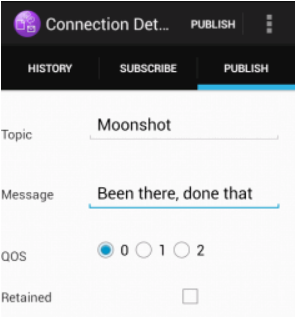 Connection Det... PUBLISH
HISTORY SUBSCRIBE PUBLISH
Topic Moonshot
Message Been there, done that
QOS 0 1 2
Retained